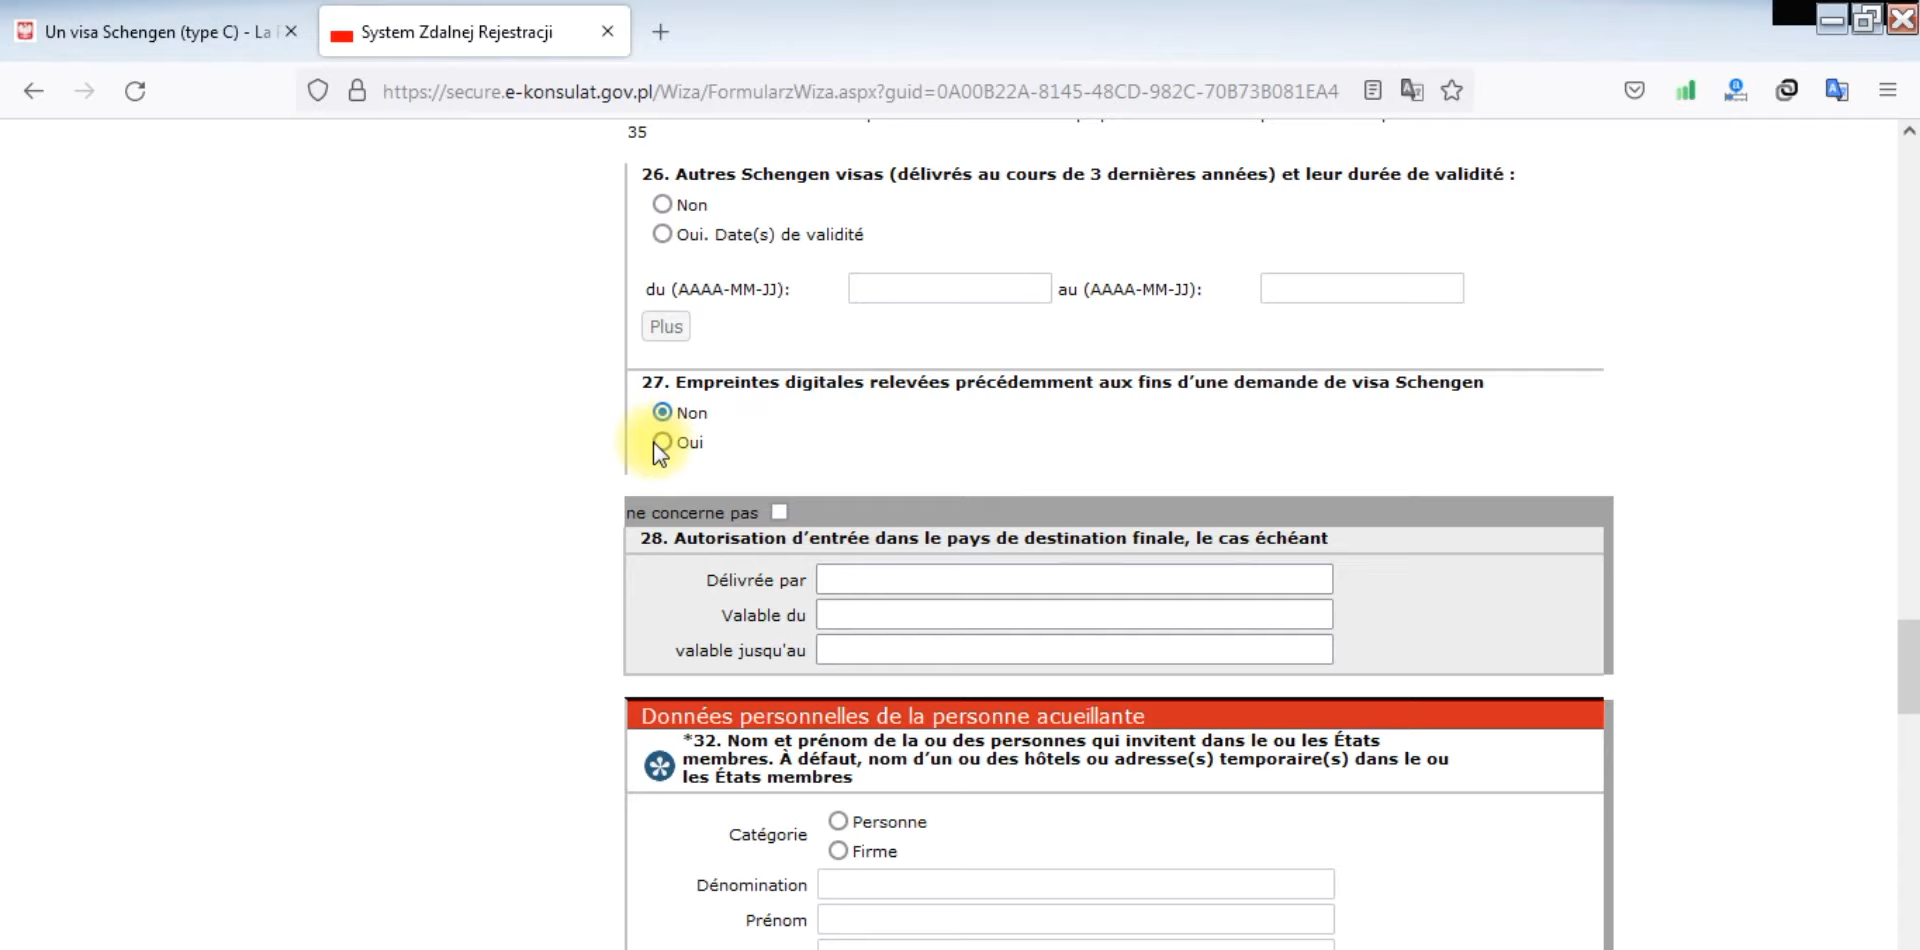 Un visa Schengen (type C) - La
System Zdalnej Rejestracji
https://secure.e-konsulat.gov.pl/Wiza/FormularzWiza.aspx?guid=0A00B22A-8145-48CD-982C-70B73B081EA4
35
26. Autres Schengen visas (délivrés au cours de 3 dernières années) et leur durée de validité :
Non
Oui. Date(s) de validité
du (AAAA-MM-JJ): au (AAAA-MM-JJ):
Plus
27. Empreintes digitales relevées précédemment aux fins d’une demande de visa Schengen
Non
Oui
ne concerne pas
28. Autorisation d’entrée dans le pays de destination finale, le cas échéant
Délivrée par
Valable du
valable jusqu'au
Données personnelles de la personne acueillante
*32. Nom et prénom de la ou des personnes qui invitent dans le ou les États
membres. À défaut, nom d’un ou des hôtels ou adresse(s) temporaire(s) dans le ou
les États membres
Catégorie
Personne
Firme
Dénomination
Prénom